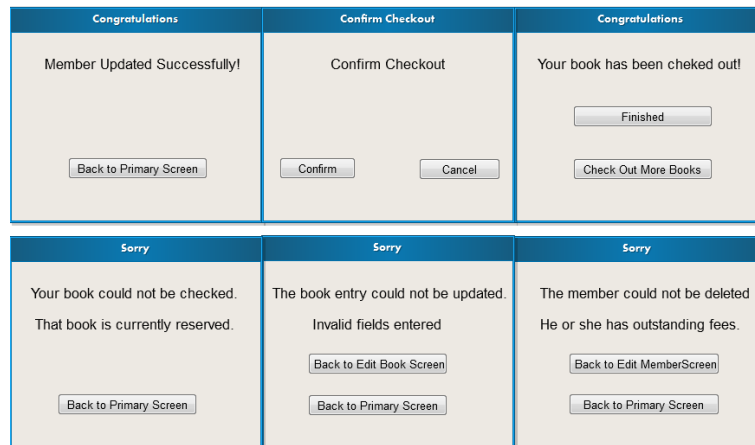 Congratulations
Member Updated Successfully!
Back to Primary Screen
Confirm Checkout
Confirm Checkout
Confirm
Cancel
Congratulations
Your book has been cheked out!
Finished
Check Out More Books
Sorry
Your book could not be checked.
That book is currently reserved.
Back to Primary Screen
Sorry
The book entry could not be updated.
Invalid fields entered
Back to Edit Book Screen
Back to Primary Screen
Sorry
The member could not be deleted
He or she has outstanding fees.
Back to Edit MemberScreen
Back to Primary Screen